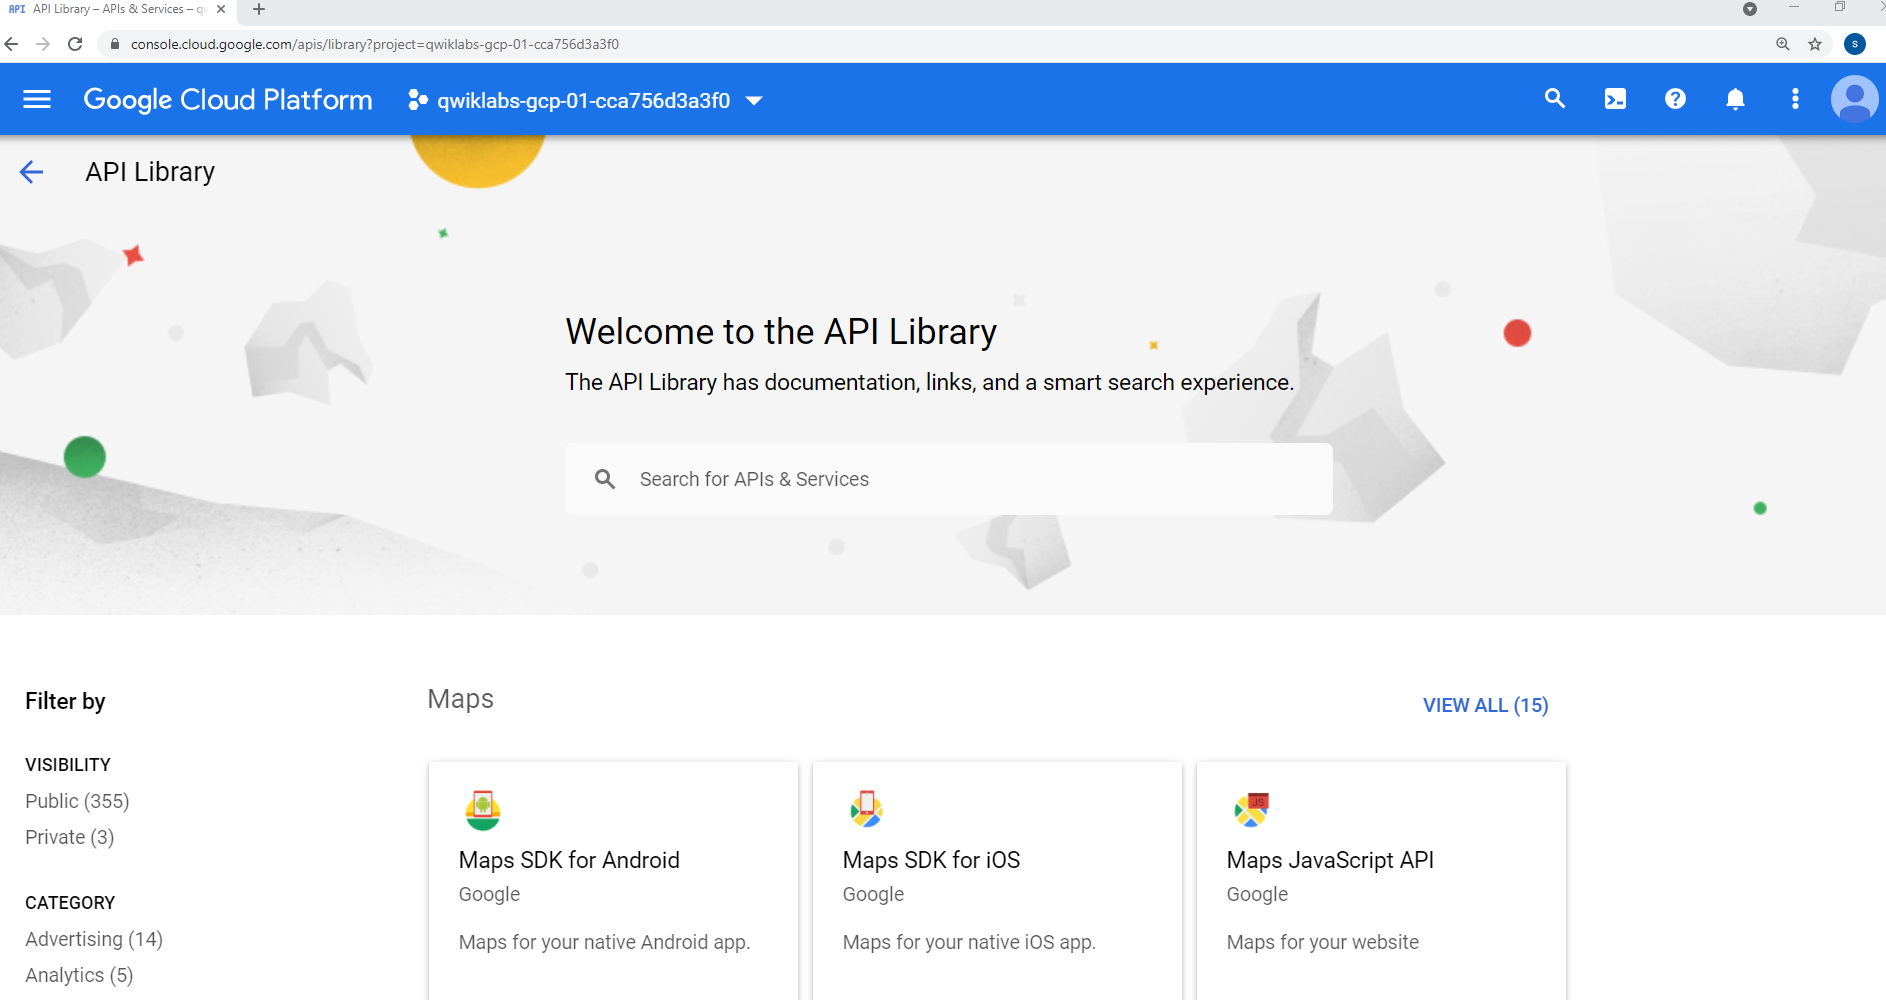 API API Library – APIs & Services – qw
console.cloud.google.com/apis/library?project=qwiklabs-gcp-01-cca756d3a3f0
S
Google Cloud Platform qwiklabs-gcp-01-cca756d3a3f0
API Library
Welcome to the API Library
The API Library has documentation, links, and a smart search experience.
Search for APIs & Services
Filter by
Maps
VIEW ALL (15)
VISIBILITY
Public (355)
Private (3)
CATEGORY
Advertising (14)
Analytics (5)
Maps SDK for Android
Google
Maps for your native Android app.
Maps SDK for iOS
Google
Maps for your native iOS app.
JS
Maps JavaScript API
Google
Maps for your website